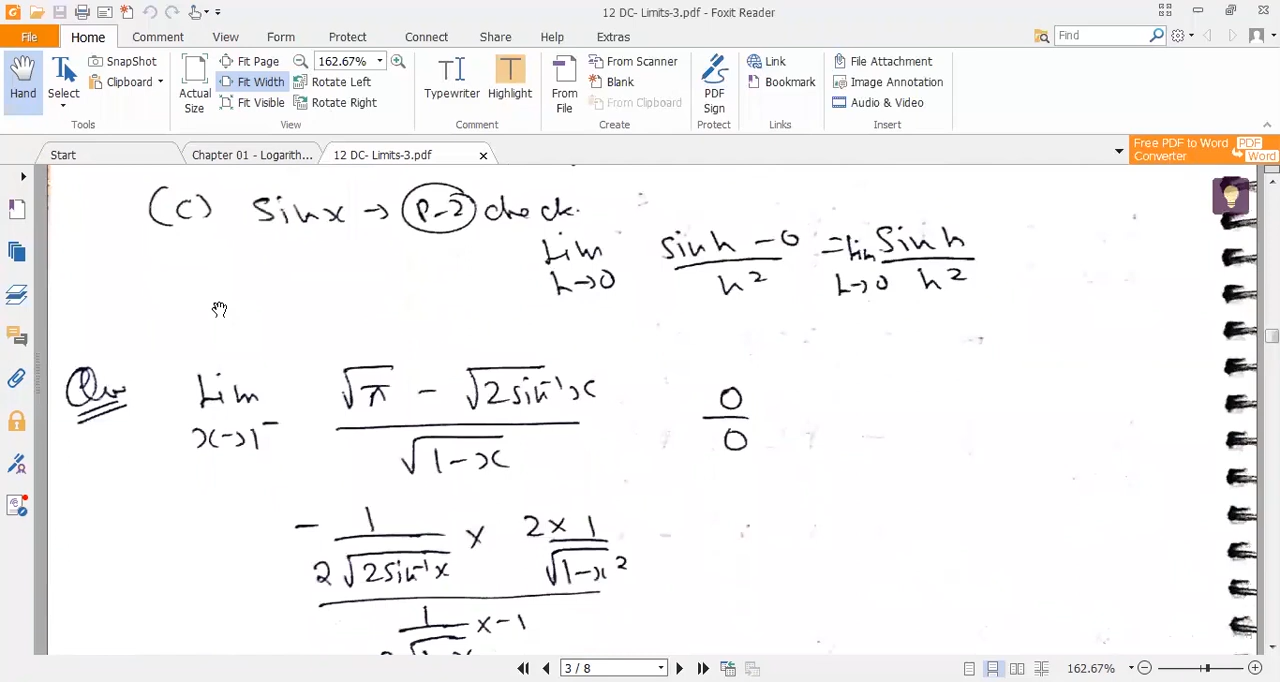 12 DC- Limits-3.pdf - Foxit Reader
File Home Comment View Form Protect Connect Share Help Extras Find
Hand Select SnapShot Clipboard Actual Size Fit Page Fit Width Fit Visible 162.67% Rotate Left Rotate Right Typewriter Highlight From File From Scanner Blank From Clipboard PDF Sign Link Bookmark File Attachment Image Annotation Audio & Video
Tools View Comment Create Protect Links Insert
Start Chapter 01 - Logarith... 12 DC- Limits-3.pdf Free PDF to Word Converter PDF Word
(C) Sinx → P-2 check.
Lim h→0 sinh - 0 / h² = lim h→0 Sinh / h²
Qu Lim x→1⁻ √π - √2sin⁻¹x / √1-x 0/0
- 1 / 2√2sin⁻¹x x 2 x 1 / √1-x²
1 x -1
3 / 8 162.67%